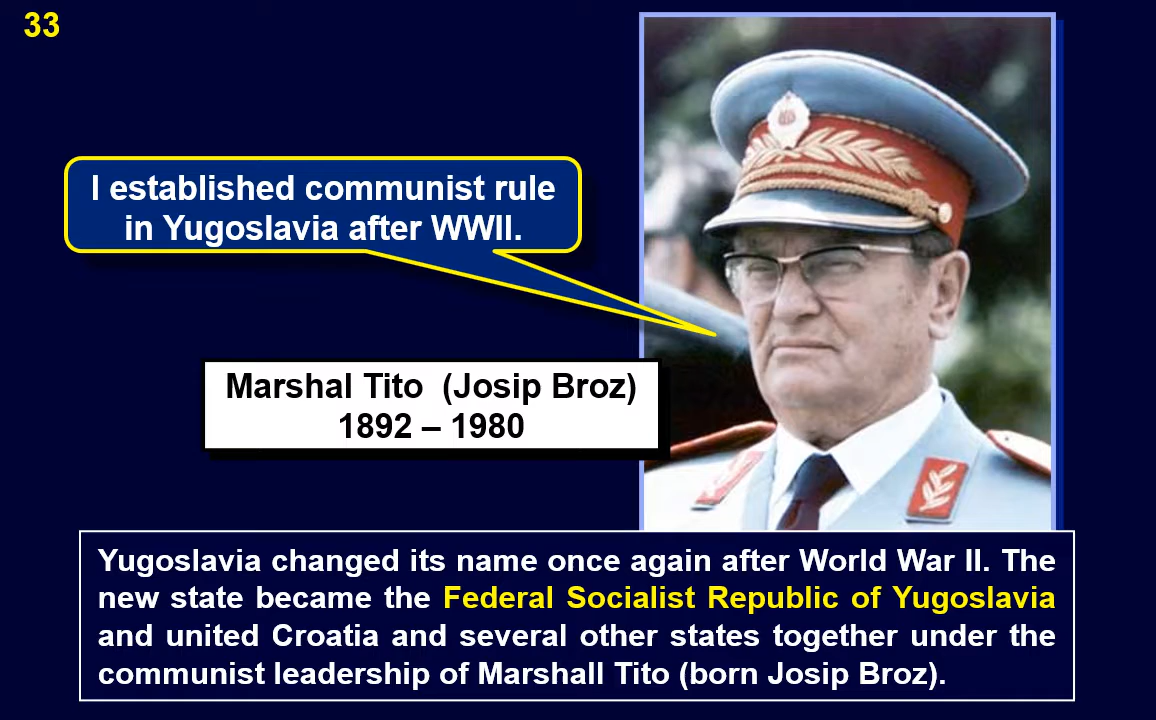 33
I established communist rule
in Yugoslavia after WWII.
Marshal Tito  (Josip Broz)
1892 – 1980
Yugoslavia changed its name once again after World War II. The
new state became the Federal Socialist Republic of Yugoslavia
and united Croatia and several other states together under the
communist leadership of Marshall Tito (born Josip Broz).